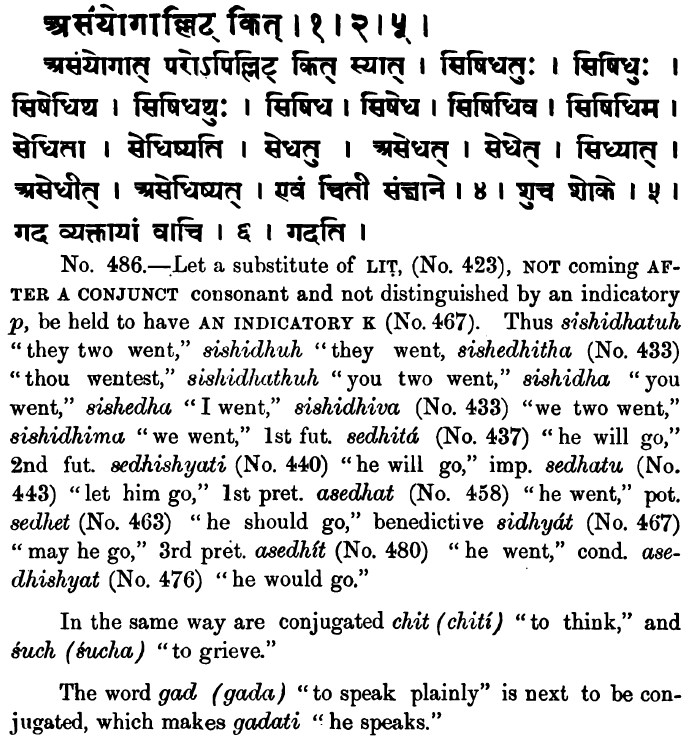 असंयोगाल्लिट् कित् । १ । २ । ५ ।
असंयोगात् परोऽपिल्लिट् कित् स्यात् । सिषिधतुः । सिषिधुः ।
सिषेधिथ । सिषिधथुः । सिषिध । सिषेध । सिषिधिव । सिषिधिम ।
सेधिता । सेधिष्यति । सेधतु । असेधत् । सेधेत् । सिध्यात् ।
असेधीत् । असेधिष्यत् । एवं चिती संज्ञाने । ४ । शुच शोके । ५ ।
गद व्यक्तायां वाचि । ६ । गदति ।
No. 486.—Let a substitute of LIṬ, (No. 423), NOT coming AF-
TER A CONJUNCT consonant and not distinguished by an indicatory
p, be held to have AN INDICATORY K (No. 467). Thus sishidhatuh
“they two went,” sishidhuh “they went, sishedhitha (No. 433)
“thou wentest,” sishidhathuh “you two went,” sishidha “you
went,” sishedha “I went,” sishidhiva (No. 433) “we two went,”
sishidhima “we went,” 1st fut. sedhitá (No. 437) “he will go,”
2nd fut. sedhishyati (No. 440) “he will go,” imp. sedhatu (No.
443) “let him go,” 1st pret. asedhat (No. 458) “he went,” pot.
sedhet (No. 463) “he should go,” benedictive sidhyát (No. 467)
“may he go,” 3rd pret. asedhít (No. 480) “he went,” cond. ase-
dhishyat (No. 476) “he would go.”
In the same way are conjugated chit (chití) “to think,” and
śuch (śucha) “to grieve.”
The word gad (gada) “to speak plainly” is next to be con-
jugated, which makes gadati “he speaks.”